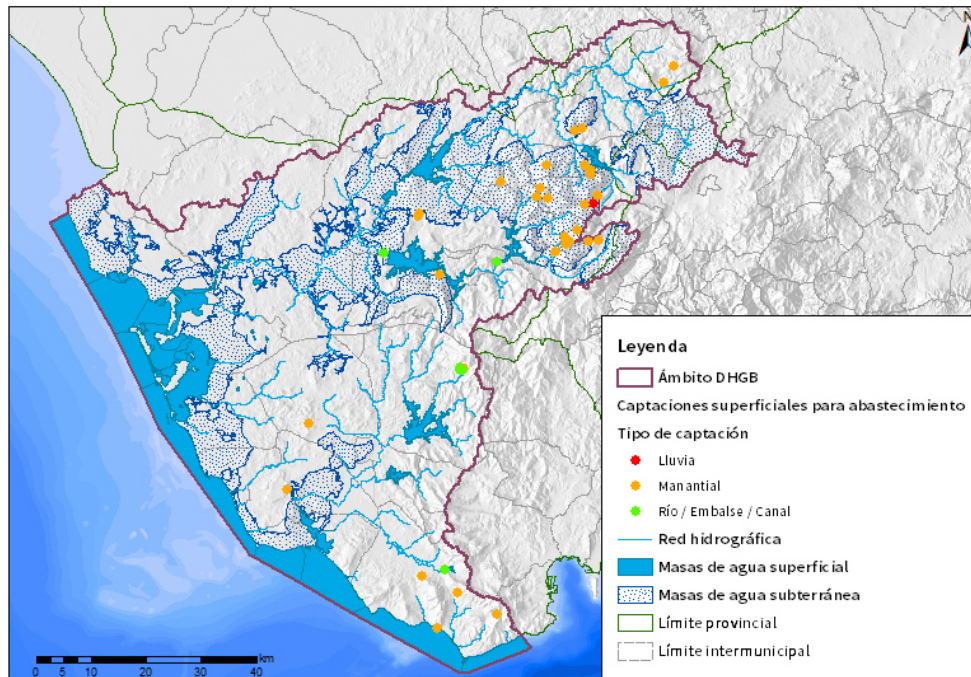 N
Leyenda
Ámbito DHGB
Captaciones superficiales para abastecimiento
Tipo de captación
Lluvia
Manantial
Río / Embalse / Canal
Red hidrográfica
Masas de agua superficial
Masas de agua subterránea
Límite provincial
Límite intermunicipal
km
0 5 10 20 30 40